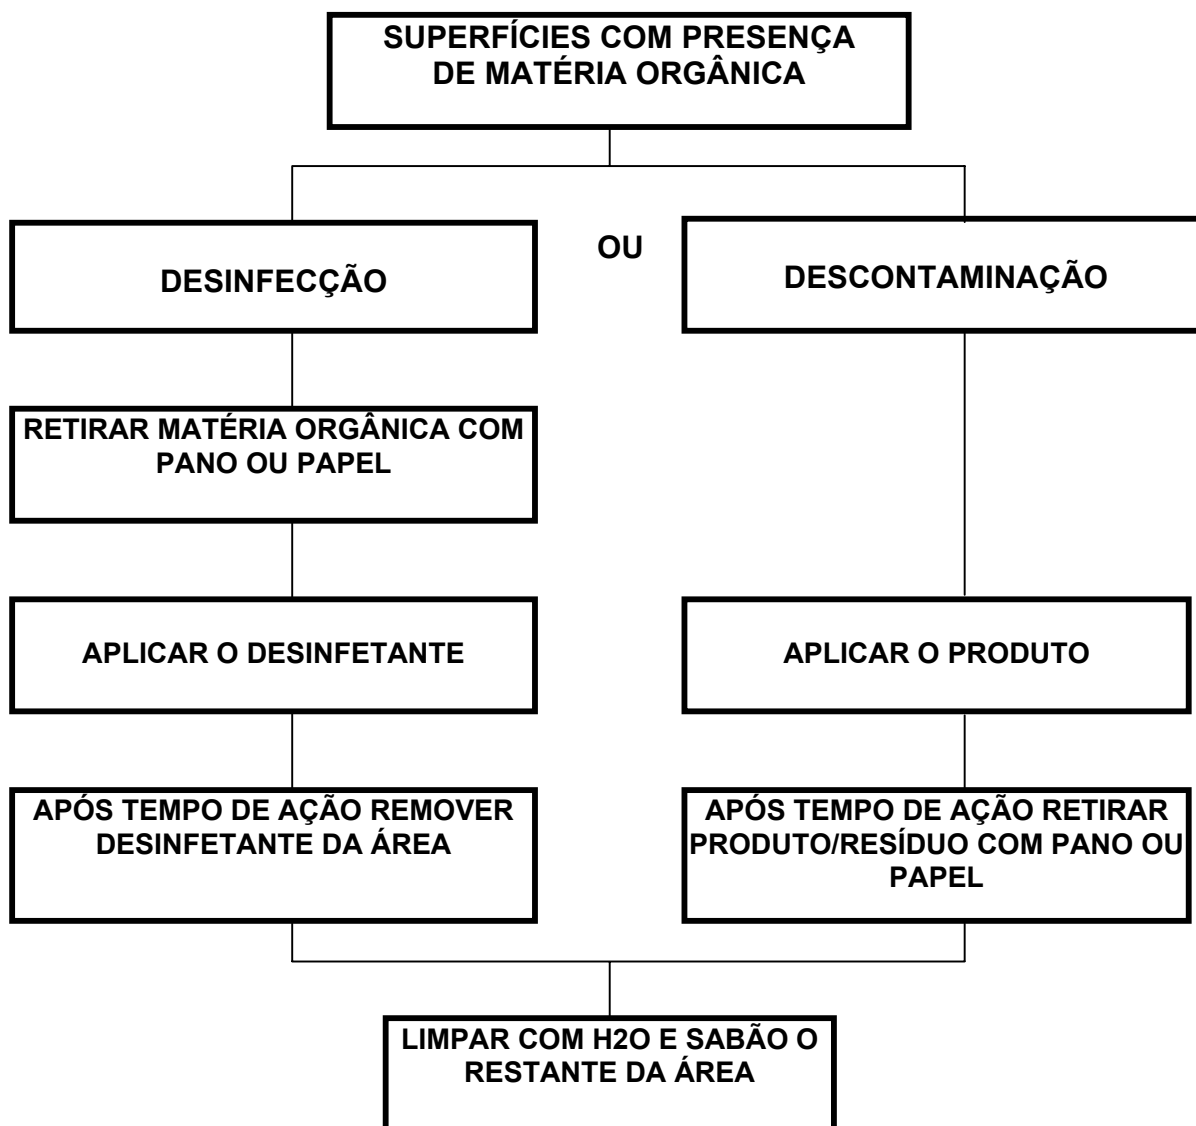 SUPERFÍCIES COM PRESENÇA
DE MATÉRIA ORGÂNICA
OU
DESINFECÇÃO
DESCONTAMINAÇÃO
RETIRAR MATÉRIA ORGÂNICA COM
PANO OU PAPEL
APLICAR O DESINFETANTE
APLICAR O PRODUTO
APÓS TEMPO DE AÇÃO REMOVER
DESINFETANTE DA ÁREA
APÓS TEMPO DE AÇÃO RETIRAR
PRODUTO/RESÍDUO COM PANO OU
PAPEL
LIMPAR COM H2O E SABÃO O
RESTANTE DA ÁREA